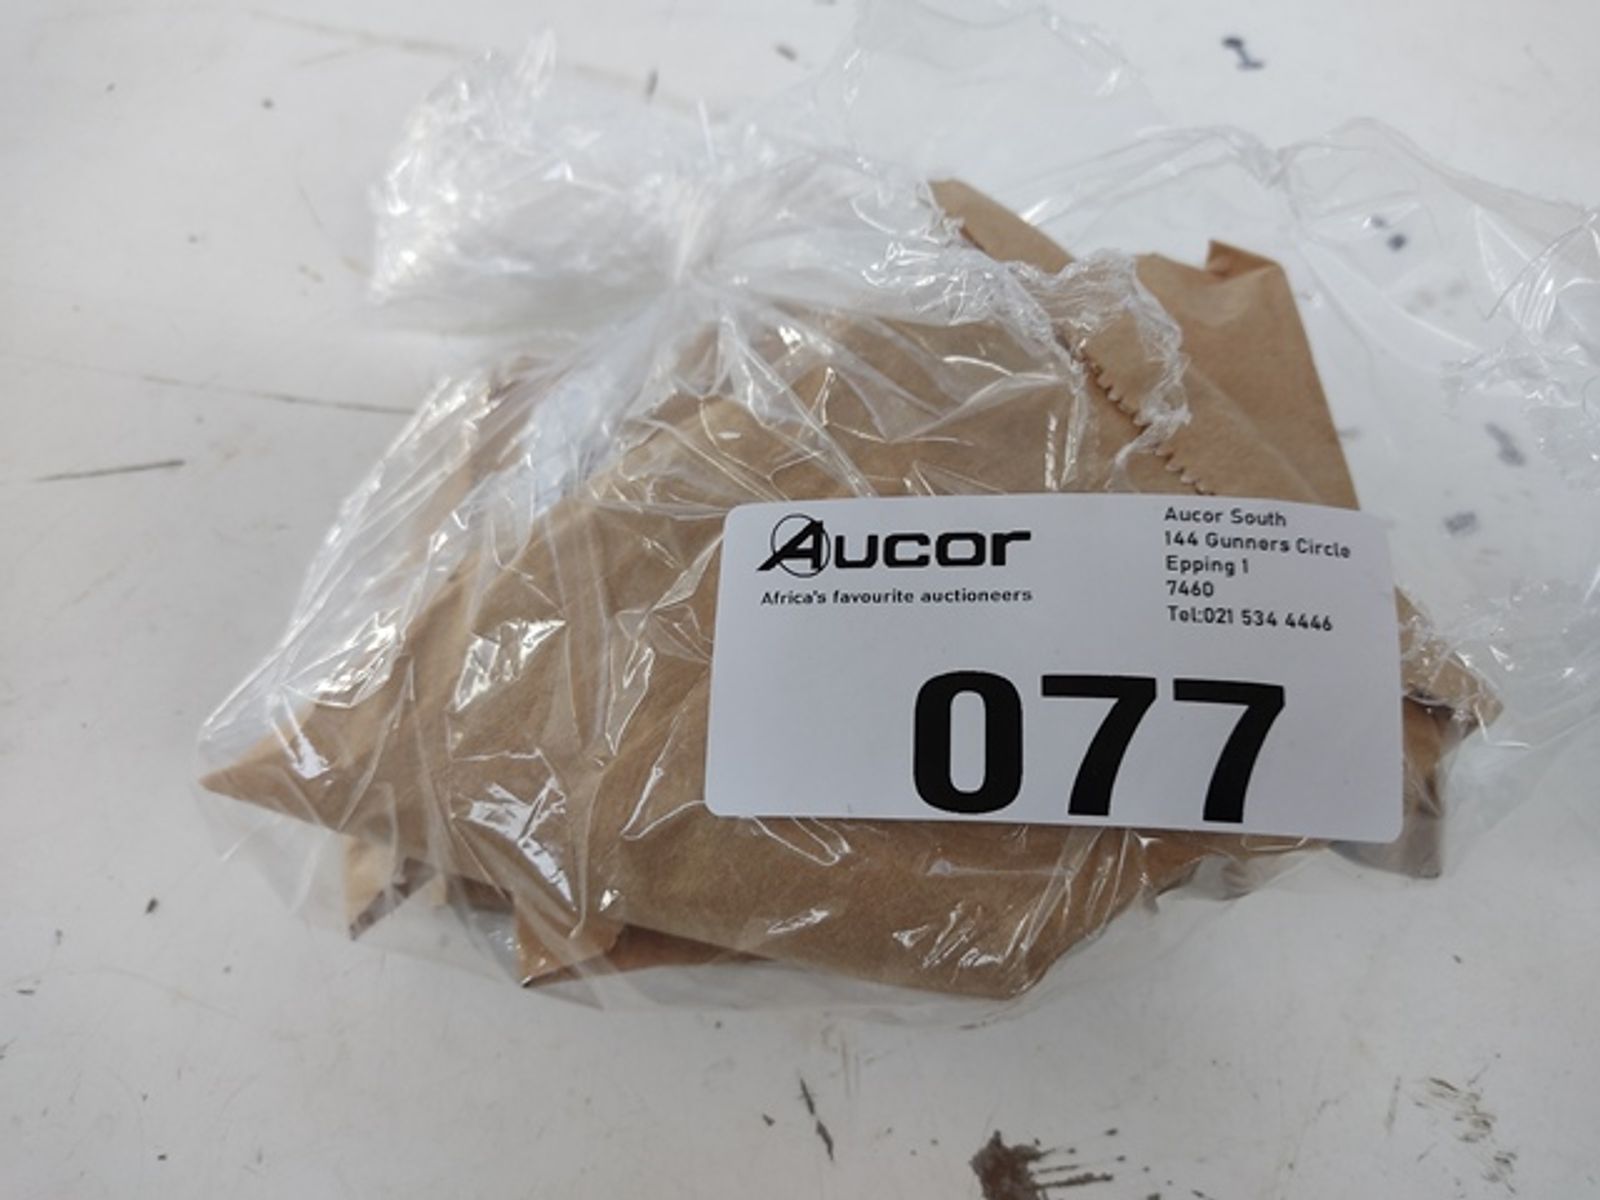 Aucor
Africa's favourite auctioneers
Aucor South
144 Gunners Circle
Epping 1
7460
Tel:021 534 4446
077